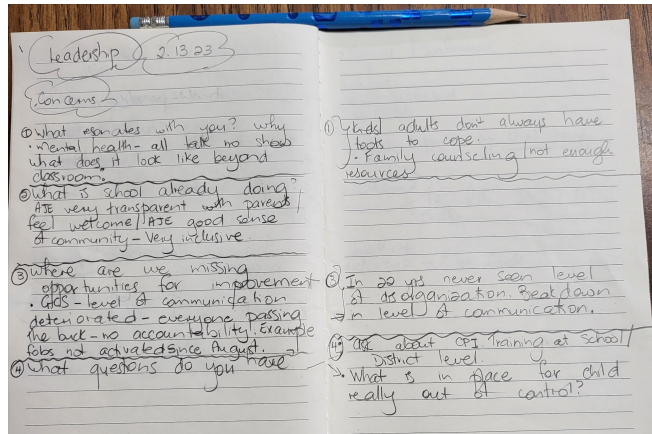 Leadership 2.13.23
Concerns
① What resonates with you? why
• mental health - all talk no show
what does it look like beyond
classroom?
② What is school already doing?
AJE very transparent with parents/
feel welcome/AJE good sense
of community - Very inclusive
③ where are we missing
opportunities for improvement
• - level of communication
deteriorated - everyone passing
the buck - no accountability! Example
fobs not activated since August.
④ What questions do you have
① Kids/adults don't always have
tools to cope.
• Family counseling/not enough
resources
③ In 20 yrs never seen level
of disorganization. Breakdown
→ in level of communication.
④ ask about CPI Training at school/
District level.
• What is in place for child
really out of control?